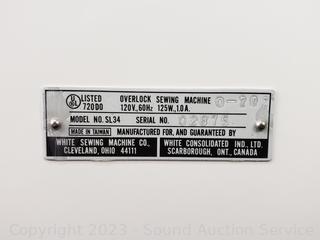 UL LISTED OVERLOCK SEWING MACHINE
720D0 120V.,60Hz 125W.,1.0A.
MODEL NO. SL34 SERIAL NO.
MADE IN TAIWAN MANUFACTURED FOR, AND GUARANTEED BY
WHITE SEWING MACHINE CO., WHITE CONSOLIDATED IND., LTD.
CLEVELAND, OHIO 44111 SCARBOROUGH, ONT., CANADA
Copyright 2023 - Sound Auction Service